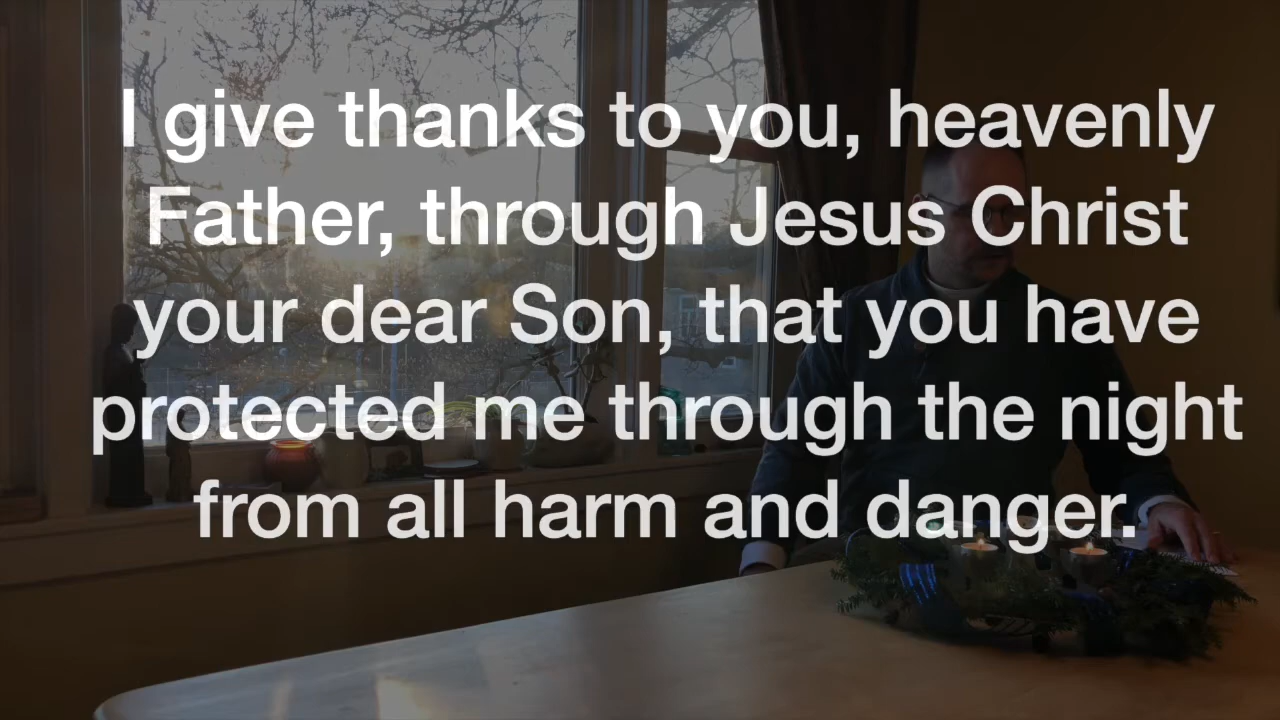 I give thanks to you, heavenly
Father, through Jesus Christ
your dear Son, that you have
protected me through the night
from all harm and danger.